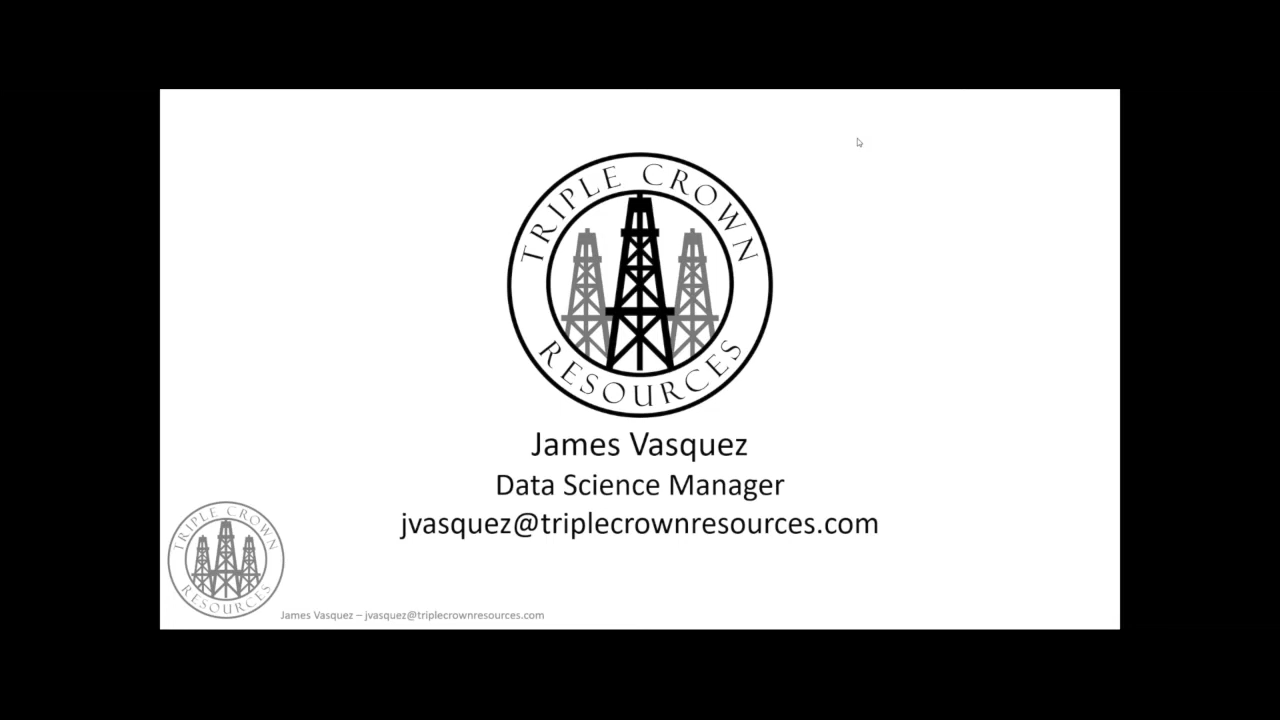 TRIPLE CROWN
RESOURCES
James Vasquez
Data Science Manager
jvasquez@triplecrownresources.com
TRIPLE CROWN
RESOURCES
James Vasquez – jvasquez@triplecrownresources.com